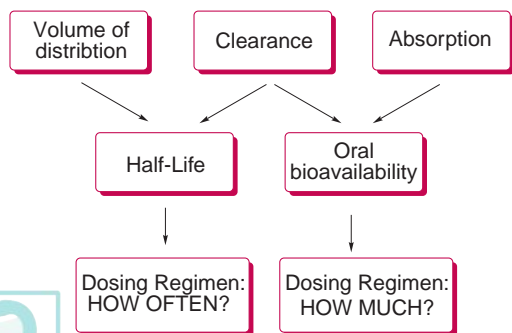 Volume of
distribtion
Clearance
Absorption
Half-Life
Oral
bioavailability
Dosing Regimen:
HOW OFTEN?
Dosing Regimen:
HOW MUCH?